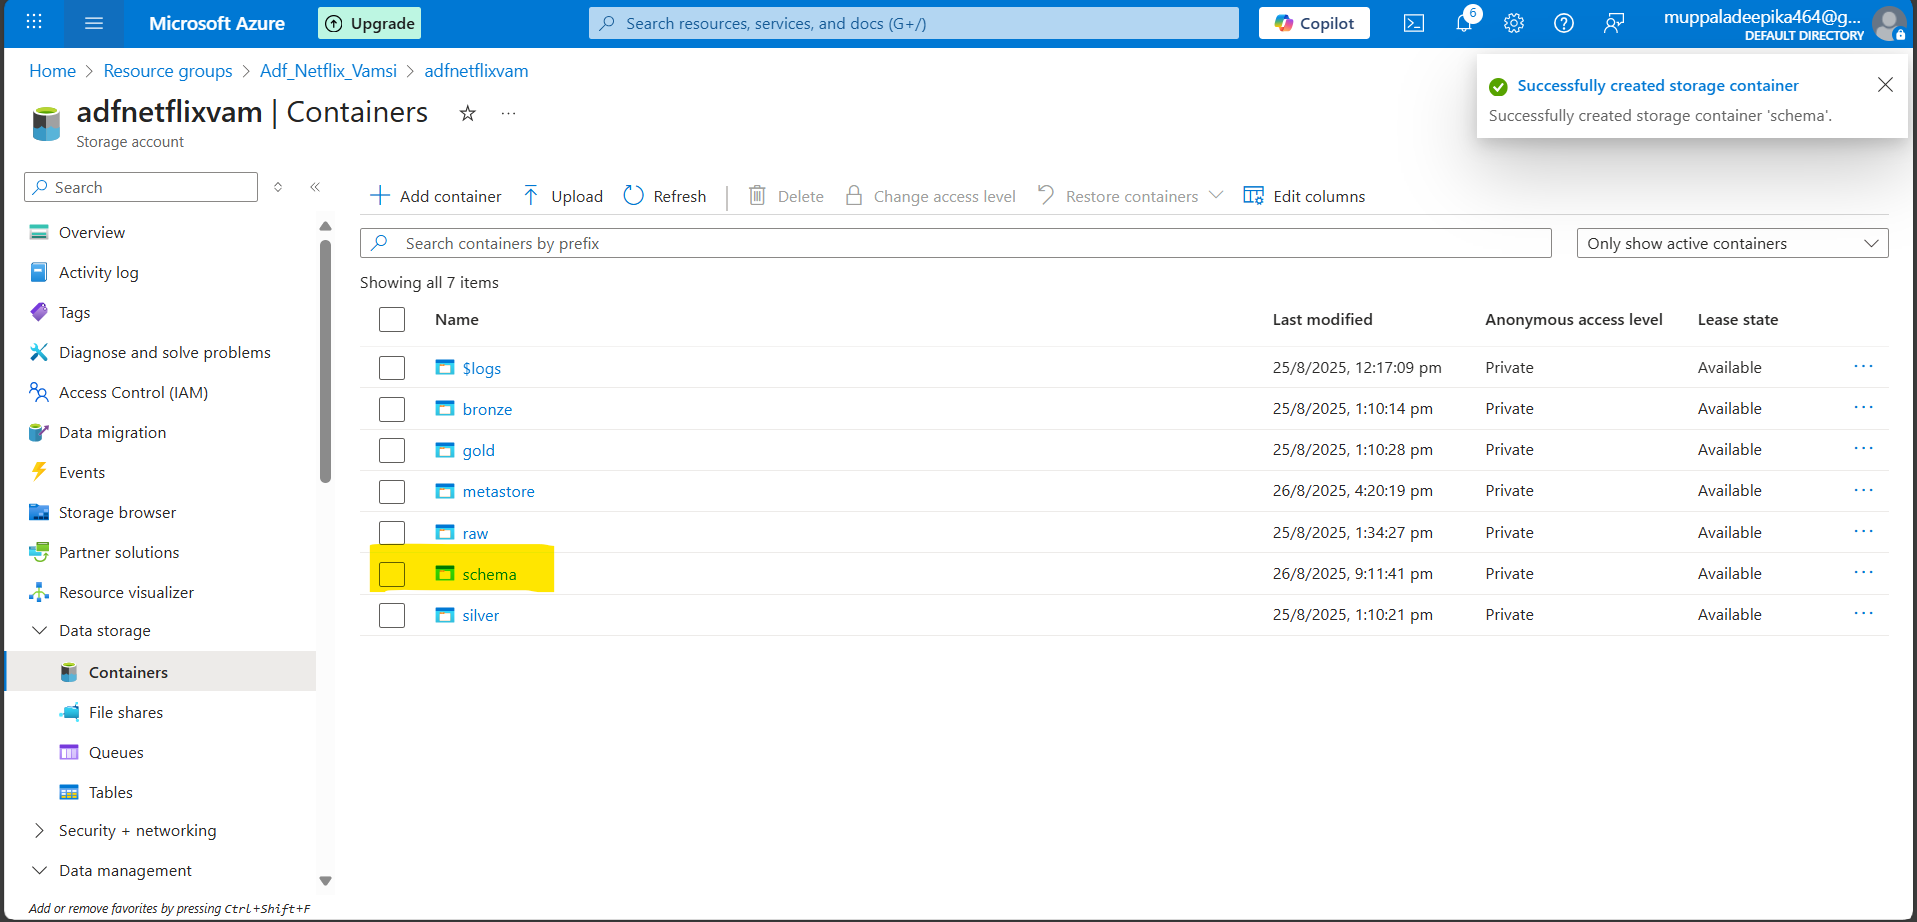 Microsoft Azure
Upgrade
Search resources, services, and docs (G+/)
Copilot
6
muppaladeepika464@g...
DEFAULT DIRECTORY
Home > Resource groups > Adf_Netflix_Vamsi > adfnetflixvam
adfnetflixvam | Containers
Storage account
Successfully created storage container
Successfully created storage container 'schema'.
Search
Overview
Activity log
Tags
Diagnose and solve problems
Access Control (IAM)
Data migration
Events
Storage browser
Partner solutions
Resource visualizer
Data storage
Containers
File shares
Queues
Tables
Security + networking
Data management
Add or remove favorites by pressing Ctrl+Shift+F
Add container Upload Refresh Delete Change access level Restore containers Edit columns
Search containers by prefix
Only show active containers
Showing all 7 items
Name Last modified Anonymous access level Lease state
$logs 25/8/2025, 12:17:09 pm Private Available
bronze 25/8/2025, 1:10:14 pm Private Available
gold 25/8/2025, 1:10:28 pm Private Available
metastore 26/8/2025, 4:20:19 pm Private Available
raw 25/8/2025, 1:34:27 pm Private Available
schema 26/8/2025, 9:11:41 pm Private Available
silver 25/8/2025, 1:10:21 pm Private Available